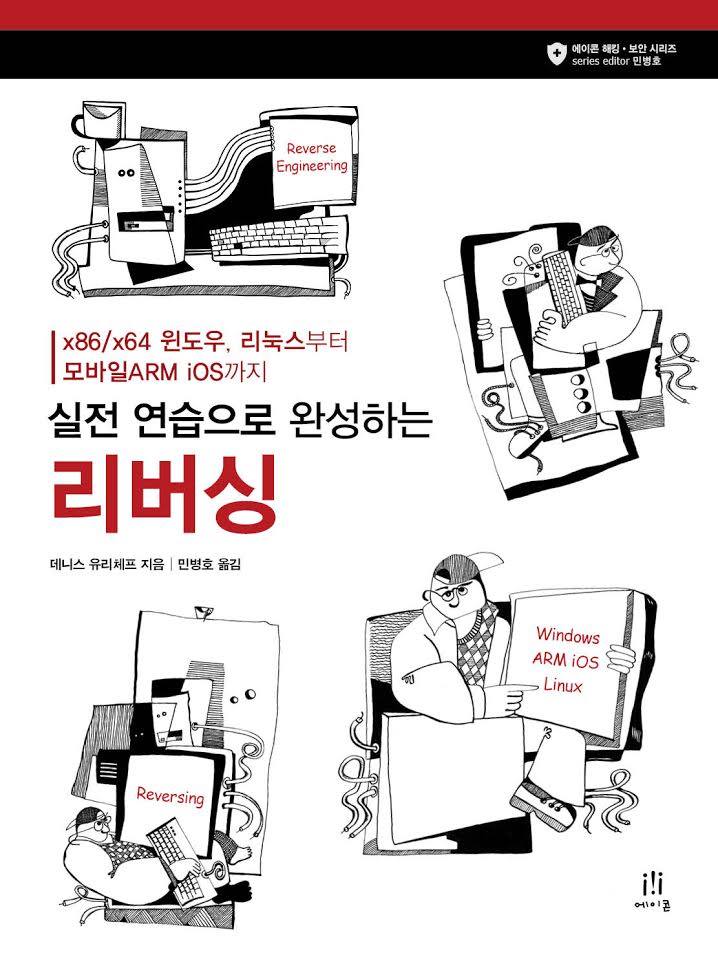 에이콘 해킹 • 보안 시리즈
series editor 민병호
Reverse
Engineering
x86/x64 윈도우, 리눅스부터
모바일ARM iOS까지
실전 연습으로 완성하는
리버싱
데니스 유리체프 지음 | 민병호 옮김
Windows
ARM iOS
Linux
Reversing
에이콘